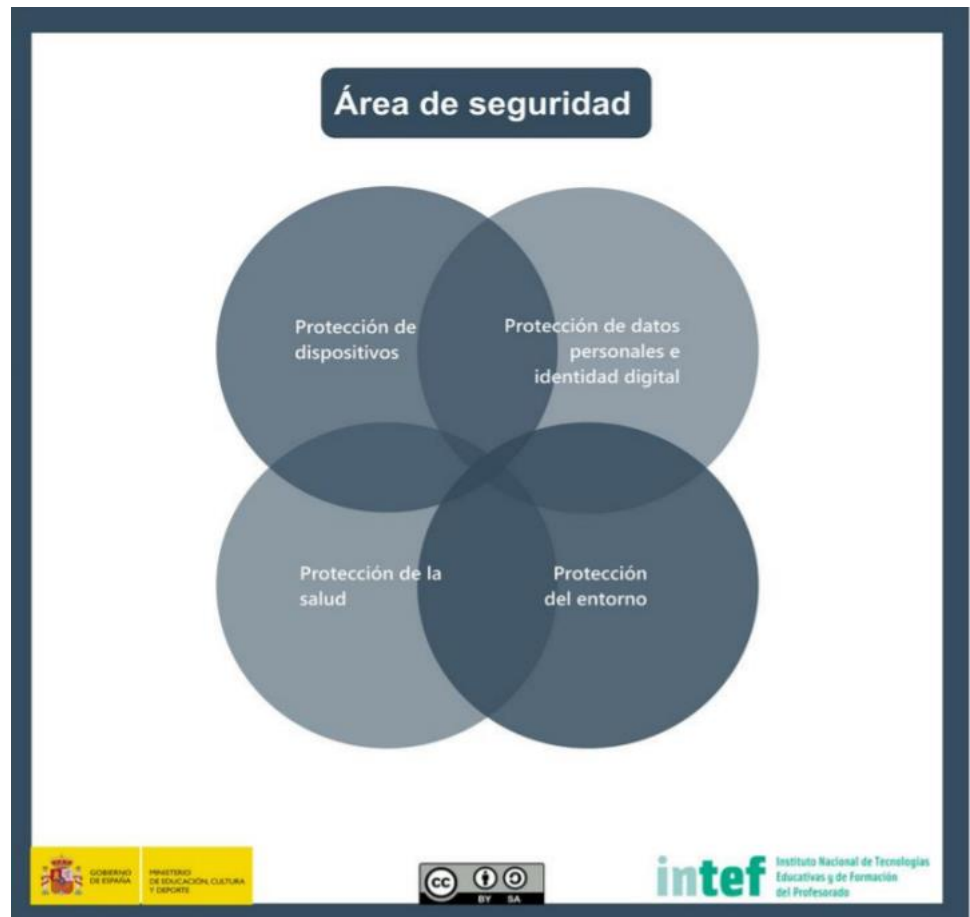 Área de seguridad
Protección de
dispositivos
Protección de datos
personales e
identidad digital
Protección de la
salud
Protección
del entorno
GOBIERNO
DE ESPAÑA
MINISTERIO
DE EDUCACIÓN, CULTURA
Y DEPORTE
cc
BY SA
intef
Instituto Nacional de Tecnologías
Educativas y de Formación
del Profesorado